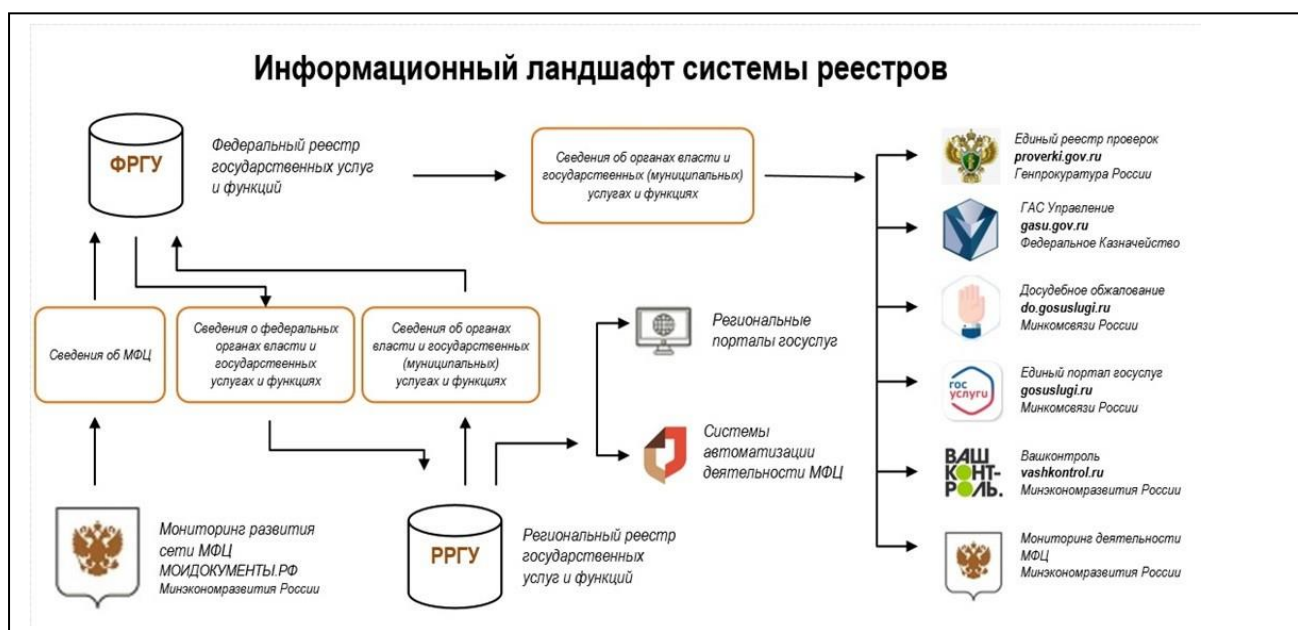 Информационный ландшафт системы реестров
ФРГУ
Федеральный реестр
государственных услуг
и функций
Сведения об органах власти и
государственных (муниципальных)
услугах и функциях
Единый реестр проверок
proverki.gov.ru
Генпрокуратура России
ГАС Управление
gasu.gov.ru
Федеральное Казначейство
Досудебное обжалование
do.gosuslugi.ru
Минкомсвязи России
гос
услуги
Единый портал госуслуг
gosuslugi.ru
Минкомсвязи России
ВАШ
КОНТ-
РОЛЬ.
Вашконтроль
vashkontrol.ru
Минэкономразвития России
Мониторинг деятельности
МФЦ
Минэкономразвития России
Сведения об МФЦ
Сведения о федеральных
органах власти и
государственных
услугах и функциях
Сведения об органах
власти и государственных
(муниципальных)
услугах и функциях
Региональные
порталы госуслуг
Системы
автоматизации
деятельности МФЦ
Мониторинг развития
сети МФЦ
МОИДОКУМЕНТЫ.РФ
Минэкономразвития России
РРГУ
Региональный реестр
государственных
услуг и функций